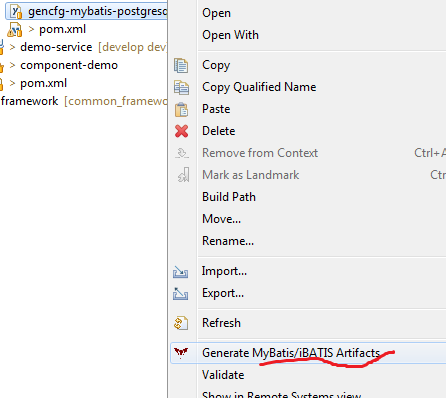 gencfg-mybatis-postgresq
> pom.xml
> demo-service [develop dev
> component-demo
> pom.xml
framework [common_framewo
Open
Open With
Copy
Copy Qualified Name
Paste
Delete
Remove from Context Ctrl+A
Mark as Landmark Ctrl+
Build Path
Move...
Rename...
Import...
Export...
Refresh
Generate MyBatis/iBATIS Artifacts
Validate
Show in Remote Systems view